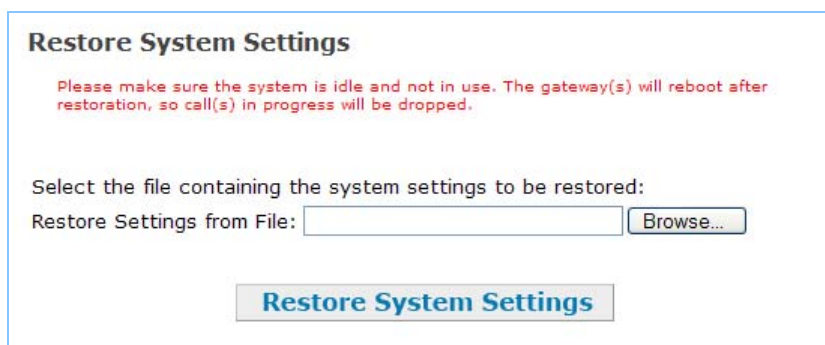 Restore System Settings
Please make sure the system is idle and not in use. The gateway(s) will reboot after
restoration, so call(s) in progress will be dropped.
Select the file containing the system settings to be restored:
Restore Settings from File: Browse...
Restore System Settings